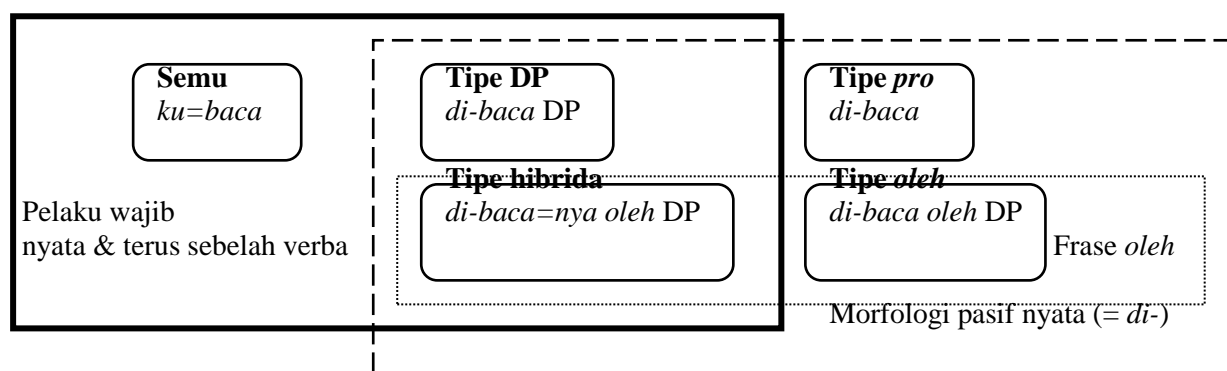 Semu
ku=baca
Tipe DP
di-baca DP
Tipe pro
di-baca
Pelaku wajib
nyata & terus sebelah verba
Tipe hibrida
di-baca=nya oleh DP
Tipe oleh
di-baca oleh DP
Frase oleh
Morfologi pasif nyata (= di-)